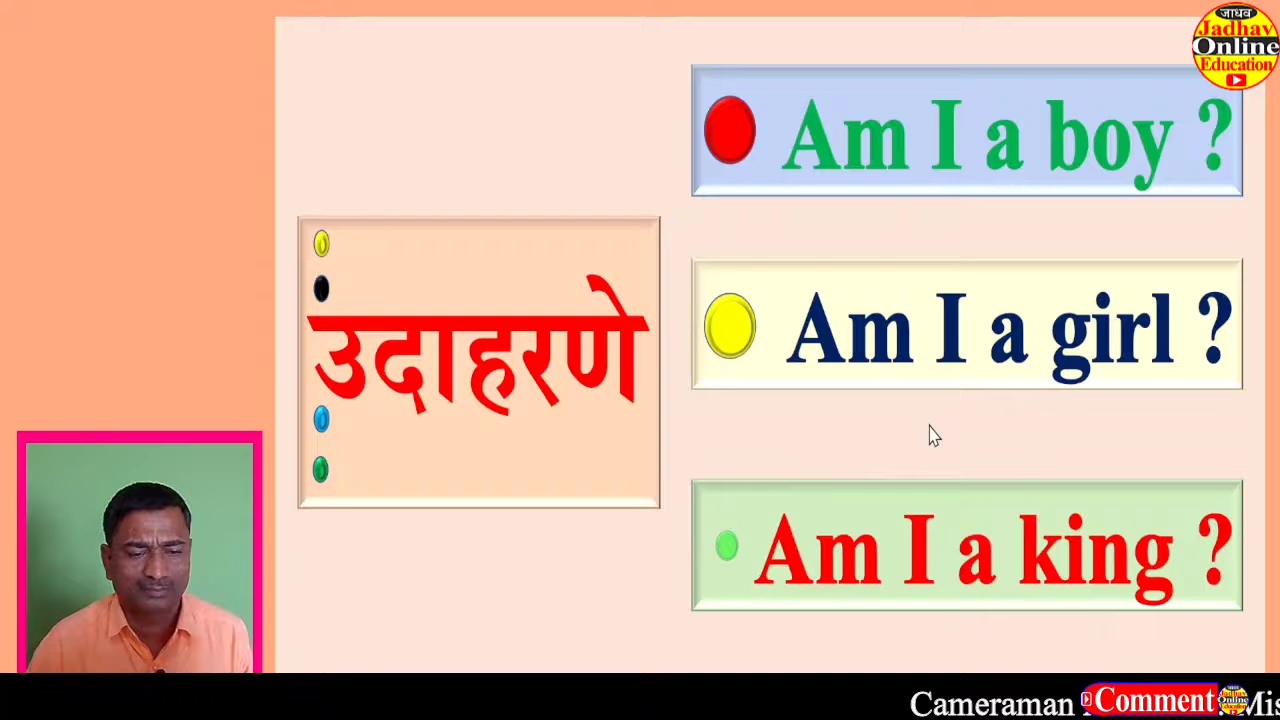 जाधव
Jadhav
Online
Education
Am I a boy ?
उदाहरणे
Am I a girl ?
Am I a king ?
Cameraman
Comment